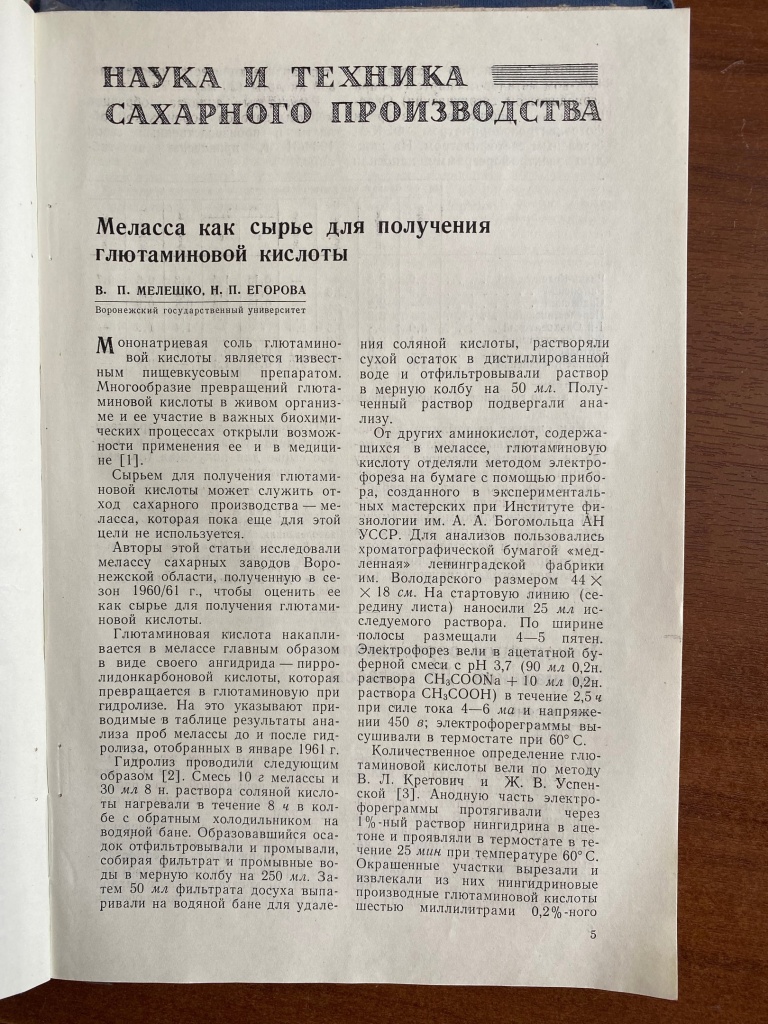 НАУКА И ТЕХНИКА
САХАРНОГО ПРОИЗВОДСТВА
Меласса как сырье для получения
глютаминовой кислоты
В. П. МЕЛЕШКО, Н. П. ЕГОРОВА
Воронежский государственный университет
Мононатриевая соль глютамино-
вой кислоты является извест-
ным пищевкусовым препаратом.
Многообразие превращений глюта-
миновой кислоты в живом организ-
ме и ее участие в важных биохими-
ческих процессах открыли возмож-
ности применения ее и в медици-
не [1].
Сырьем для получения глютами-
новой кислоты может служить от-
ход сахарного производства — ме-
ласса, которая пока еще для этой
цели не используется.
Авторы этой статьи исследовали
мелассу сахарных заводов Воро-
нежской области, полученную в се-
зон 1960/61 г., чтобы оценить ее
как сырье для получения глютами-
новой кислоты.
Глютаминовая кислота накапли-
вается в мелассе главным образом
в виде своего ангидрида — пирро-
лидонкарбоновой кислоты, которая
превращается в глютаминовую при
гидролизе. На это указывают при-
водимые в таблице результаты ана-
лиза проб мелассы до и после гид-
ролиза, отобранных в январе 1961 г.
Гидролиз проводили следующим
образом [2]. Смесь 10 г мелассы и
30 мл 8 н. раствора соляной кисло-
ты нагревали в течение 8 ч в кол-
бе с обратным холодильником на
водяной бане. Образовавшийся оса-
док отфильтровывали и промывали,
собирая фильтрат и промывные во-
ды в мерную колбу на 250 мл. За-
тем 50 мл фильтрата досуха выпа-
ривали на водяной бане для удале-
ния соляной кислоты, растворяли
сухой остаток в дистиллированной
воде и отфильтровывали раствор
в мерную колбу на 50 мл. Полу-
ченный раствор подвергали ана-
лизу.
От других аминокислот, содержа-
щихся в мелассе, глютаминовую
кислоту отделяли методом электро-
фореза на бумаге с помощью прибо-
ра, созданного в эксперименталь-
ных мастерских при Институте фи-
зиологии им. А. А. Богомольца АН
УССР. Для анализов пользовались
хроматографической бумагой «мед-
ленная» ленинградской фабрики
им. Володарского размером 44 ×
× 18 см. На стартовую линию (се-
редину листа) наносили 25 мл ис-
следуемого раствора. По ширине
полосы размещали 4—5 пятен.
Электрофорез вели в ацетатной бу-
ферной смеси с pH 3,7 (90 мл 0,2н.
раствора CH₃COONa + 10 мл 0,2н.
раствора CH₃COOH) в течение 2,5 ч
при силе тока 4—6 ма и напряже-
нии 450 в; электрофореграммы вы-
сушивали в термостате при 60° С.
Количественное определение глю-
таминовой кислоты вели по методу
В. Л. Кретович и Ж. В. Успен-
ской [3]. Анодную часть электро-
фореграммы протягивали через
1%-ный раствор нингидрина в аце-
тоне и проявляли в термостате в те-
чение 25 мин при температуре 60° С.
Окрашенные участки вырезали и
извлекали из них нингидриновые
производные глютаминовой кислоты
шестью миллилитрами 0,2%-ного
5